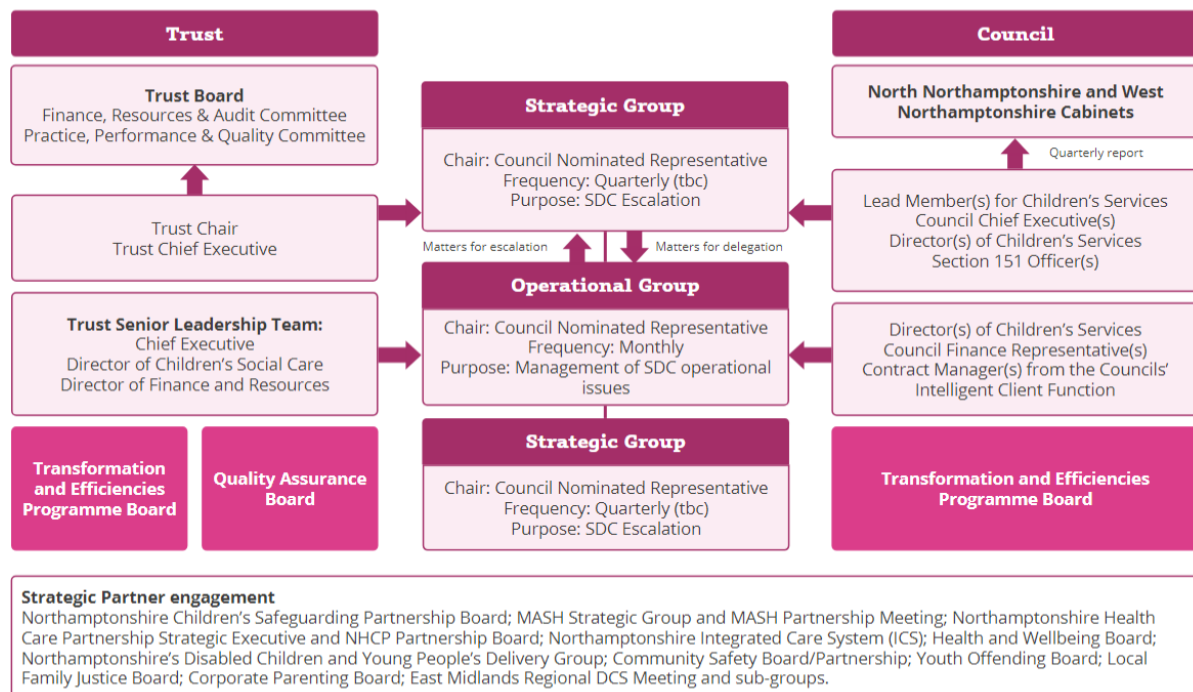 Trust
Trust Board
Finance, Resources & Audit Committee
Practice, Performance & Quality Committee
Trust Chair
Trust Chief Executive
Trust Senior Leadership Team:
Chief Executive
Director of Children's Social Care
Director of Finance and Resources
Transformation
and Efficiencies
Programme Board
Quality Assurance
Board
Strategic Group
Chair: Council Nominated Representative
Frequency: Quarterly (tbc)
Purpose: SDC Escalation
Matters for escalation
Matters for delegation
Operational Group
Chair: Council Nominated Representative
Frequency: Monthly
Purpose: Management of SDC operational
issues
Strategic Group
Chair: Council Nominated Representative
Frequency: Quarterly (tbc)
Purpose: SDC Escalation
Council
North Northamptonshire and West
Northamptonshire Cabinets
Quarterly report
Lead Member(s) for Children's Services
Council Chief Executive(s)
Director(s) of Children's Services
Section 151 Officer(s)
Director(s) of Children's Services
Council Finance Representative(s)
Contract Manager(s) from the Councils'
Intelligent Client Function
Transformation and Efficiencies
Programme Board
Strategic Partner engagement
Northamptonshire Children's Safeguarding Partnership Board; MASH Strategic Group and MASH Partnership Meeting; Northamptonshire Health
Care Partnership Strategic Executive and NHCP Partnership Board; Northamptonshire Integrated Care System (ICS); Health and Wellbeing Board;
Northamptonshire's Disabled Children and Young People's Delivery Group; Community Safety Board/Partnership; Youth Offending Board; Local
Family Justice Board; Corporate Parenting Board; East Midlands Regional DCS Meeting and sub-groups.